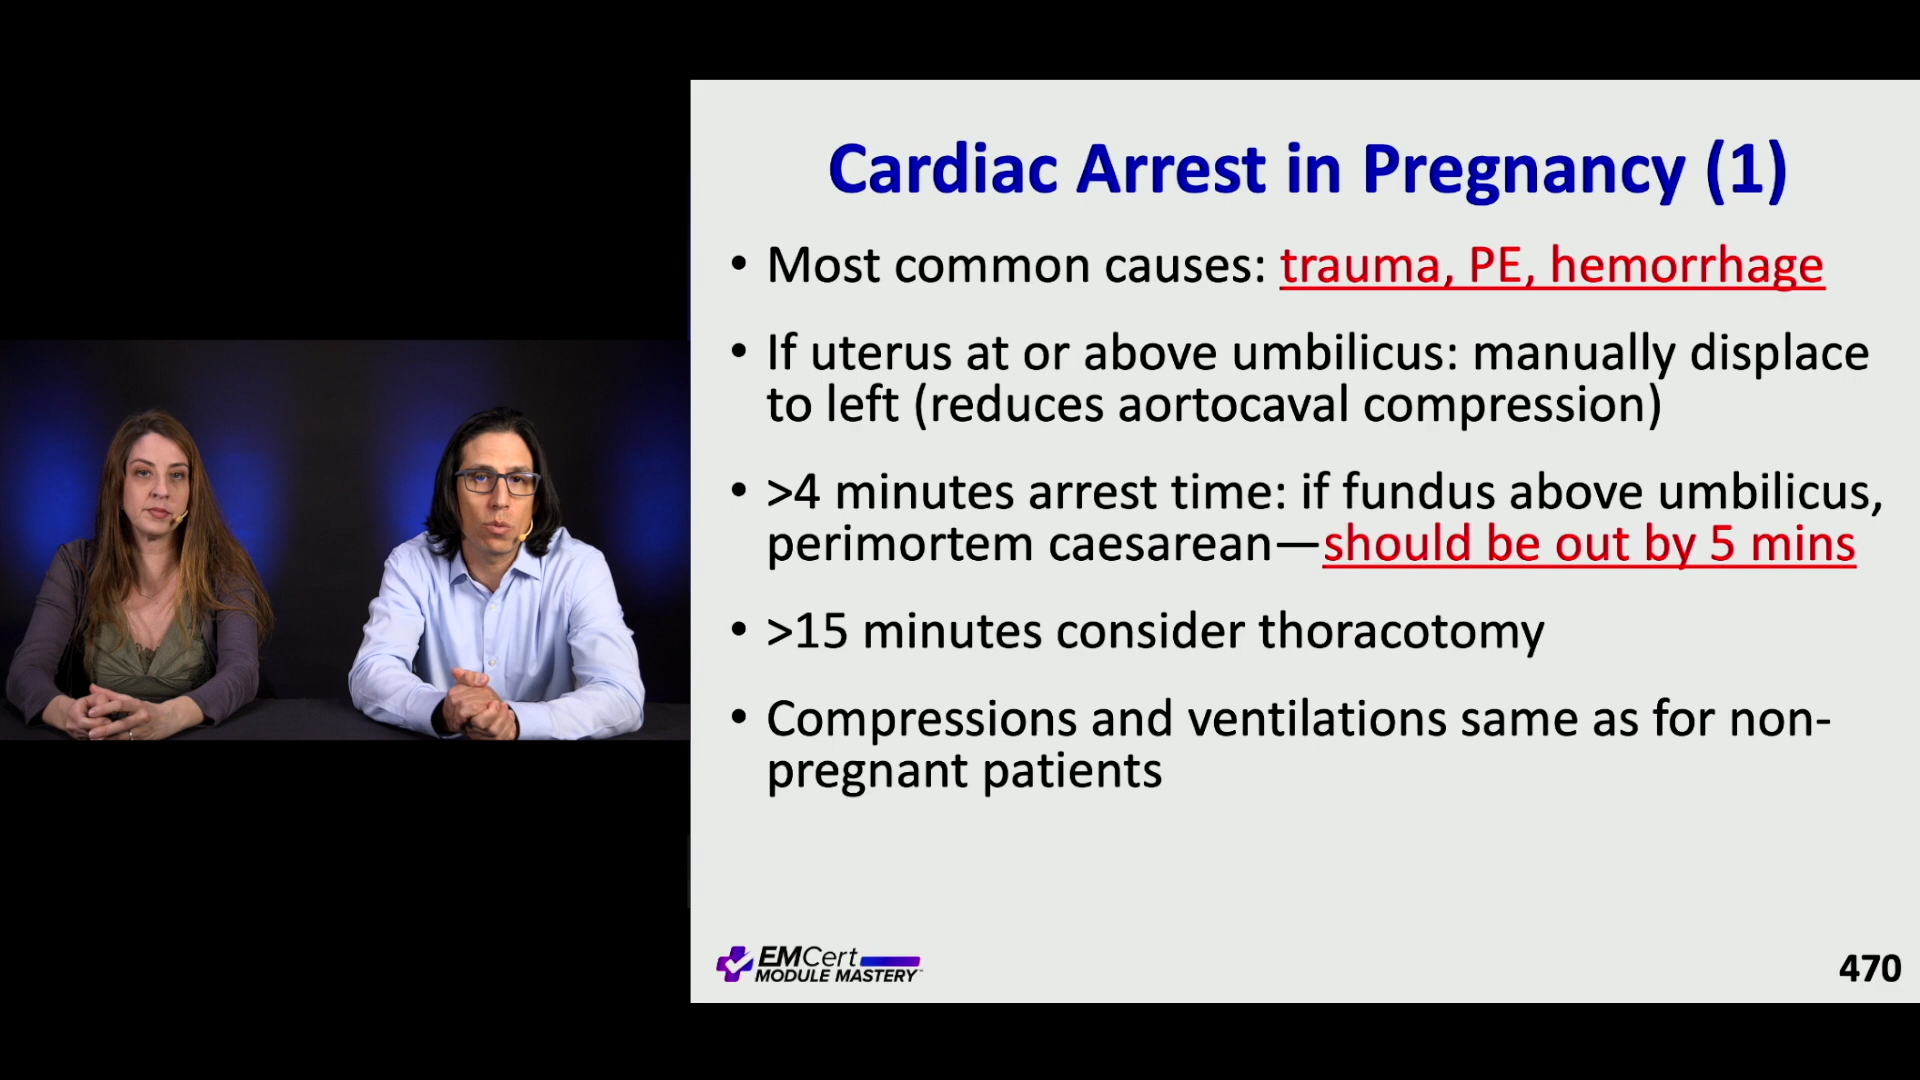 Cardiac Arrest in Pregnancy (1)
• Most common causes: trauma, PE, hemorrhage
• If uterus at or above umbilicus: manually displace
to left (reduces aortocaval compression)
• >4 minutes arrest time: if fundus above umbilicus,
perimortem caesarean—should be out by 5 mins
• >15 minutes consider thoracotomy
• Compressions and ventilations same as for non-
pregnant patients
EMCert
MODULE MASTERY
470